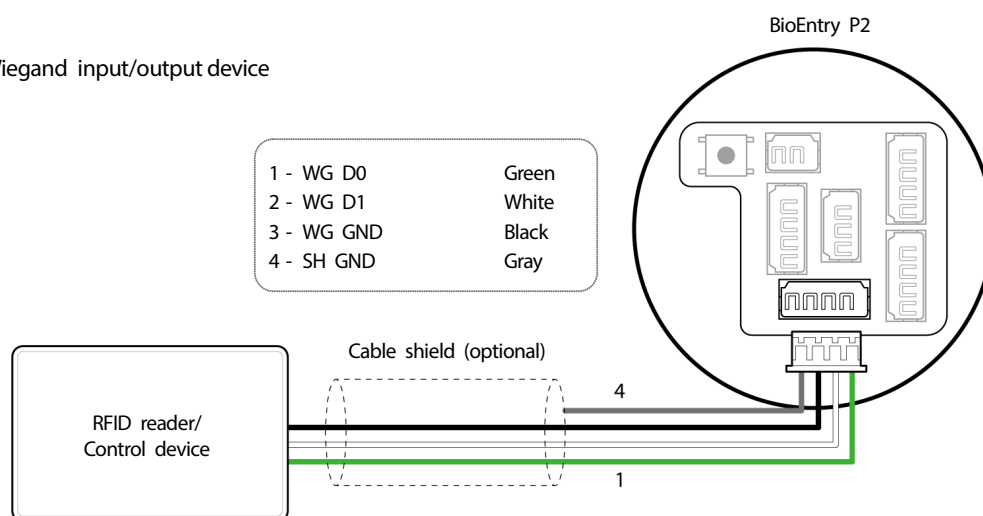 BioEntry P2
input/output device
1 - WG D0 Green
2 - WG D1 White
3 - WG GND Black
4 - SH GND Gray
Cable shield (optional)
4
RFID reader/
Control device
1